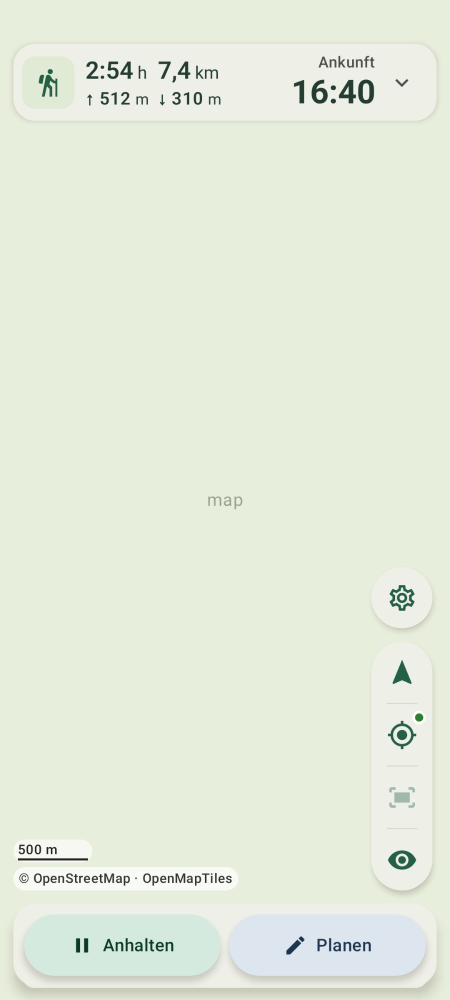 2:54 h 7,4 km
↑ 512 m ↓ 310 m
Ankunft
16:40
map
500 m
© OpenStreetMap · OpenMapTiles
Anhalten
Planen